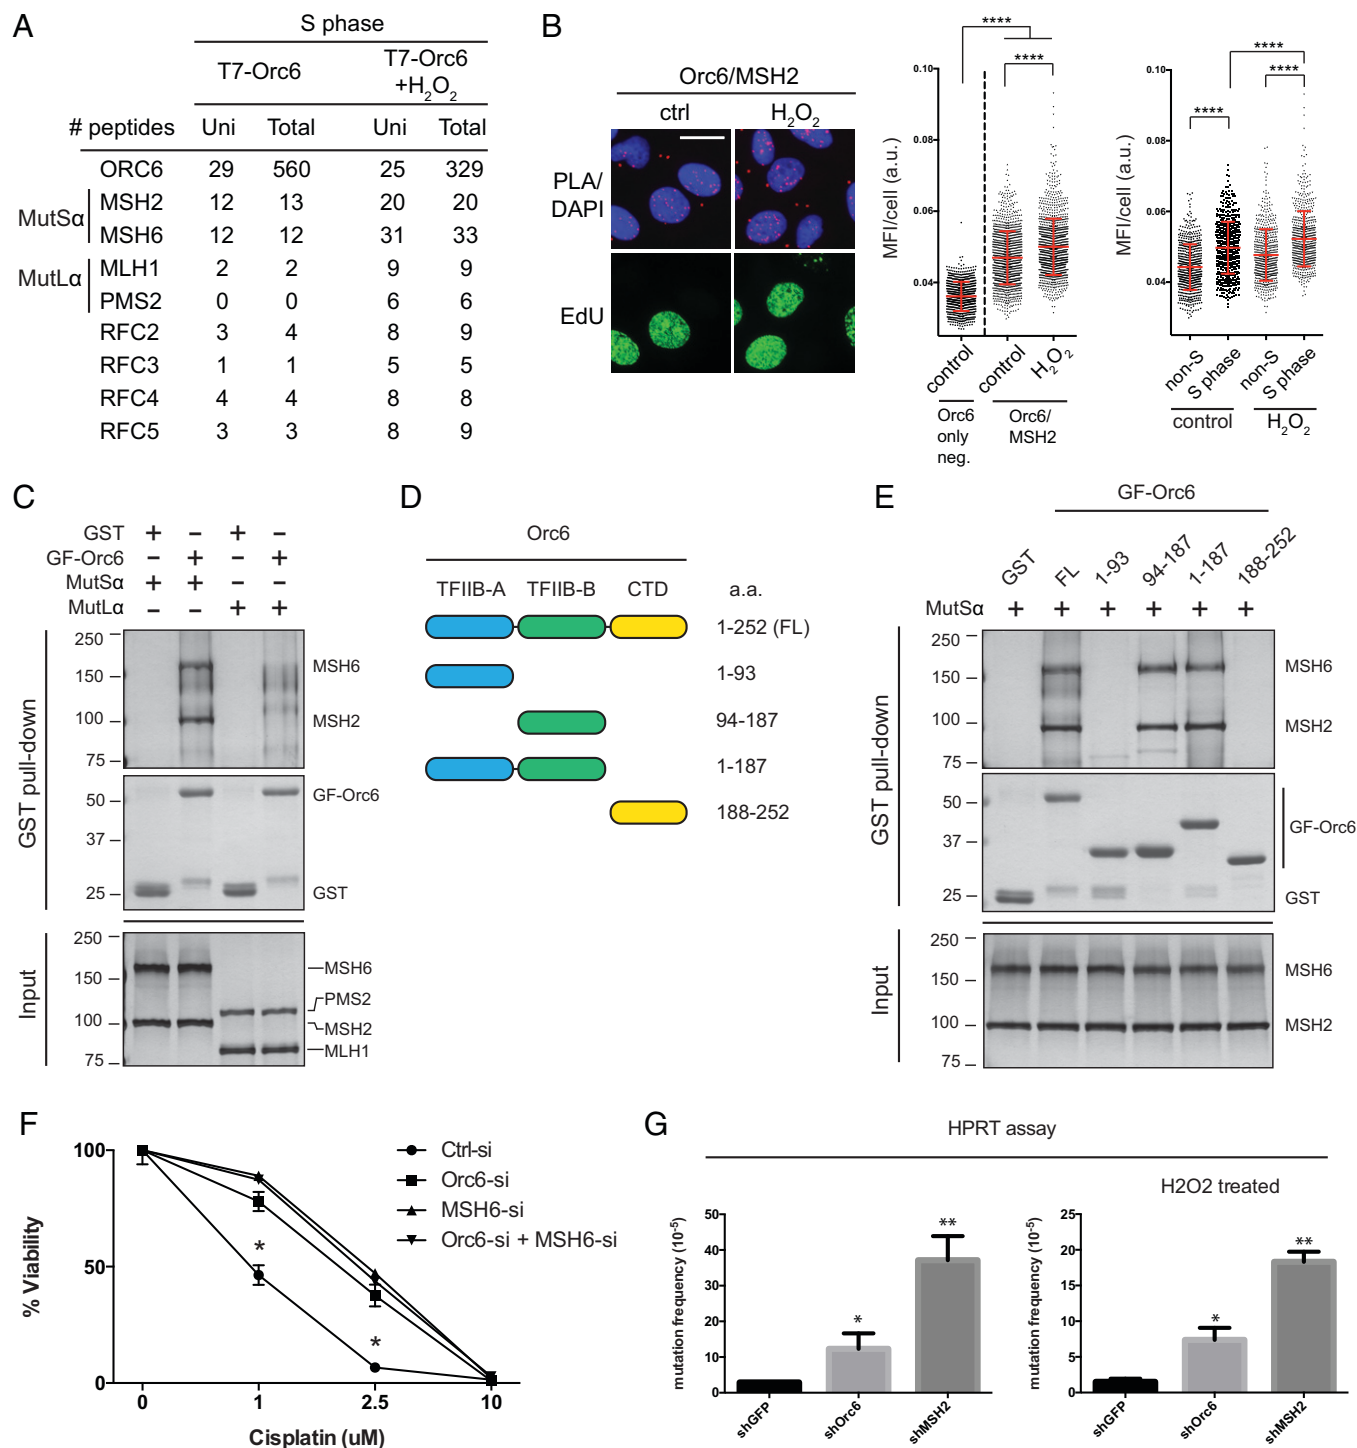 A
S phase
T7-Orc6
T7-Orc6
+H2O2
# peptides Uni Total Uni Total
ORC6 29 560 25 329
MutSα
MSH2 12 13 20 20
MSH6 12 12 31 33
MutLα
MLH1 2 2 9 9
PMS2 0 0 6 6
RFC2 3 4 8 9
RFC3 1 1 5 5
RFC4 4 4 8 8
RFC5 3 3 8 9
B
Orc6/MSH2
ctrl H2O2
PLA/
DAPI
EdU
****
****
0.10
0.08
0.06
0.04
MFI/cell (a.u.)
control
control
H2O2
Orc6
only
neg.
Orc6/
MSH2
****
****
****
0.10
0.08
0.06
0.04
MFI/cell (a.u.)
non-S
S phase
non-S
S phase
control
H2O2
C
GST + – + –
GF-Orc6 – + – +
MutSα + + – –
MutLα – – + +
GST pull-down
250
150
100
75
MSH6
MSH2
50
37
25
GF-Orc6
GST
Input
250
150
100
75
MSH6
PMS2
MSH2
MLH1
D
Orc6
TFIIB-A TFIIB-B CTD a.a.
1-252 (FL)
1-93
94-187
1-187
188-252
E
GF-Orc6
GST FL 1-93 94-187 1-187 188-252
MutSα + + + + + +
GST pull-down
250
150
100
75
MSH6
MSH2
50
37
25
GF-Orc6
GST
Input
250
150
100
75
MSH6
MSH2
F
100
50
0
% Viability
*
*
Ctrl-si
Orc6-si
MSH6-si
Orc6-si + MSH6-si
0 1 2.5 10
Cisplatin (uM)
G
HPRT assay
mutation frequency (10-5)
50
40
30
20
10
0
*
**
shGFP
shOrc6
shMSH2
H2O2 treated
mutation frequency (10-5)
25
20
15
10
5
0
*
**
shGFP
shOrc6
shMSH2